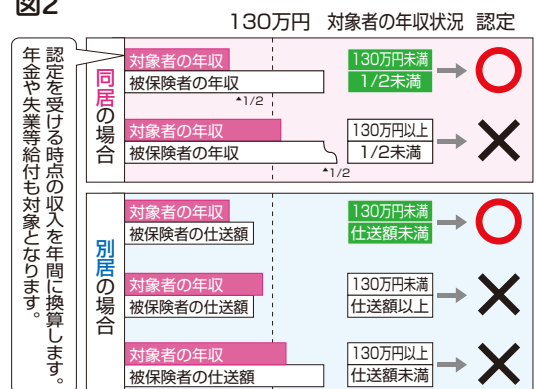 図2
130万円 対象者の年収状況 認定
認定を受ける時点の収入を年間に換算します。
年金や失業等給付も対象となります。
同居の場合
対象者の年収
被保険者の年収
▲1/2
130万円未満
1/2未満
対象者の年収
被保険者の年収
▲1/2
130万円以上
1/2未満
別居の場合
対象者の年収
被保険者の仕送額
130万円未満
仕送額未満
対象者の年収
被保険者の仕送額
130万円未満
仕送額以上
対象者の年収
被保険者の仕送額
130万円以上
仕送額未満